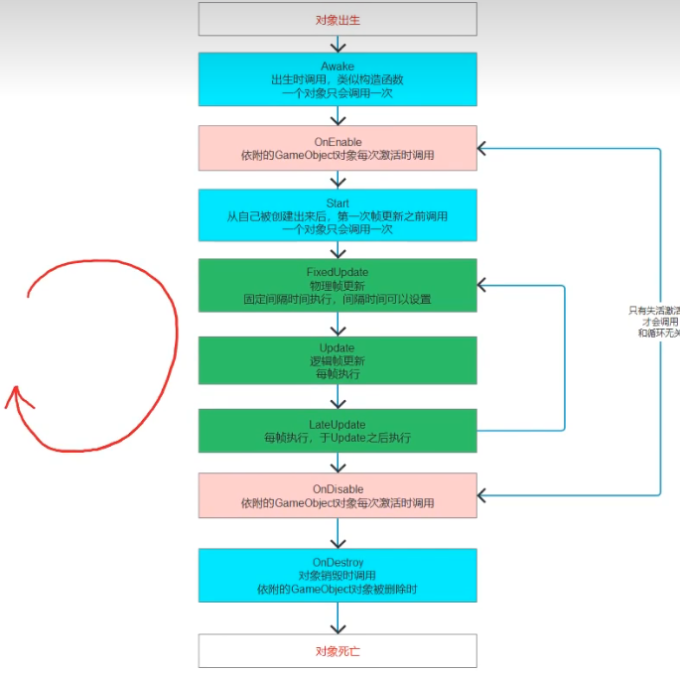 对象出生
Awake
出生时调用，类似构造函数
一个对象只会调用一次
OnEnable
依附的GameObject对象每次激活时调用
Start
从自己被创建出来后，第一次帧更新之前调用
一个对象只会调用一次
FixedUpdate
物理帧更新
固定间隔时间执行，间隔时间可以设置
只有失活激活
才会调用
和循环无关
Update
逻辑帧更新
每帧执行
LateUpdate
每帧执行，于Update之后执行
OnDisable
依附的GameObject对象每次激活时调用
OnDestroy
对象销毁时调用
依附的GameObject对象被删除时
对象死亡